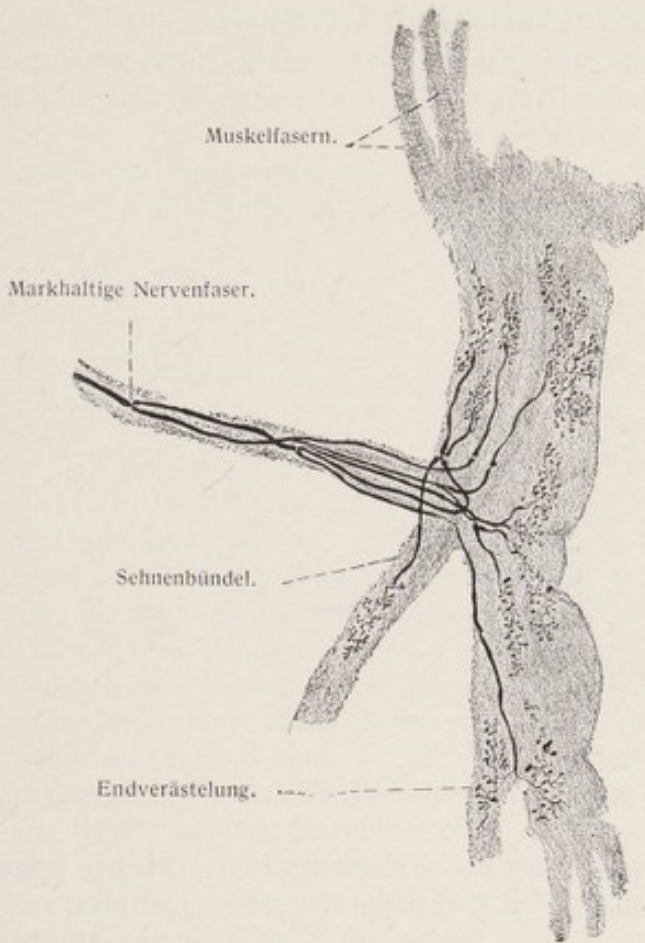 Muskelfasern.
Markhaltige Nervenfaser.
Sehnenbündel.
Endverästelung.